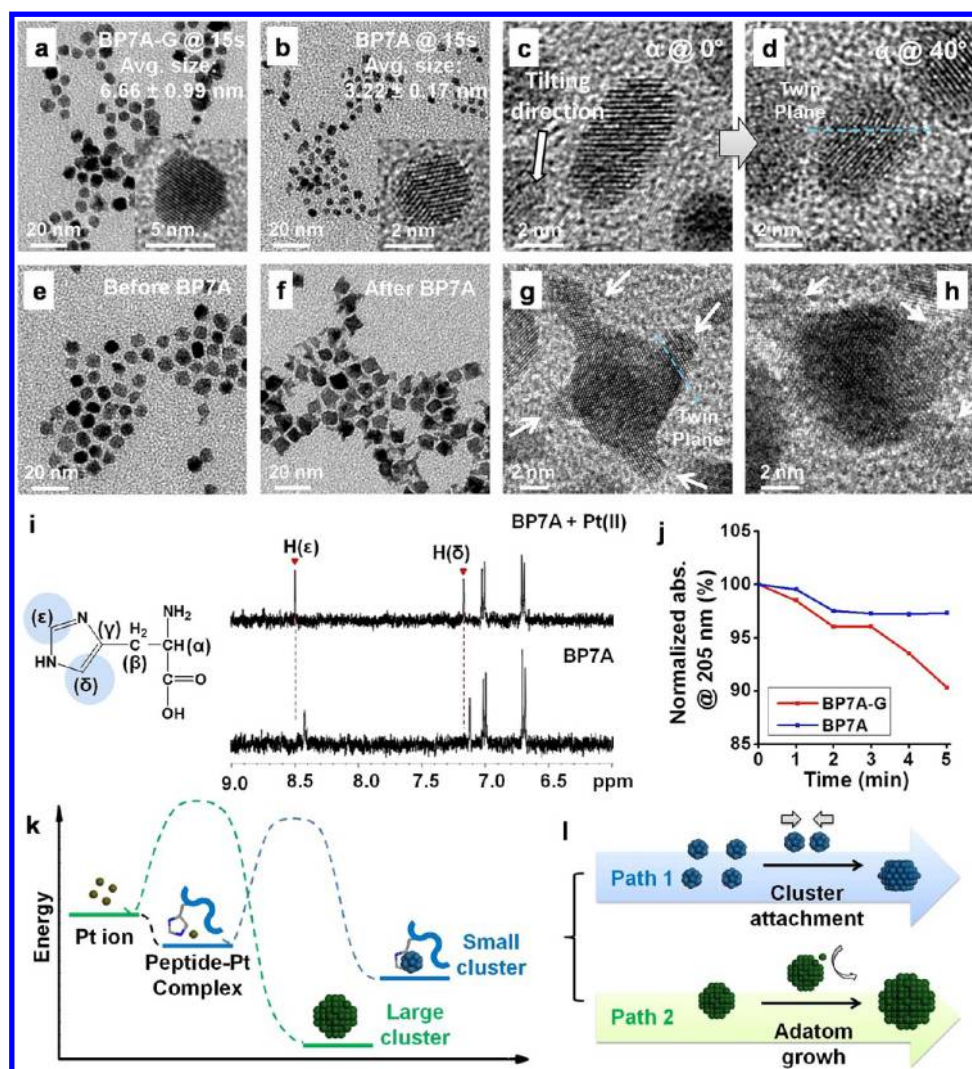 a
BP7A-G @ 15s
Avg. size:
6.66 ± 0.99 nm
20 nm
5 nm
b
BP7A @ 15s
Avg. size:
3.22 ± 0.17 nm
20 nm
2 nm
c
α @ 0°
Tilting
direction
2 nm
d
α @ 40°
Twin
Plane
2 nm
e
Before BP7A
20 nm
f
After BP7A
20 nm
g
Twin
Plane
2 nm
h
2 nm
i
(ε)
N
(γ)
HN
(δ)
H₂
C
(β)
NH₂
CH(α)
C=O
OH
H(ε)
H(δ)
BP7A + Pt(II)
BP7A
9.0 8.5 8.0 7.5 7.0 6.5 ppm
j
Normalized abs.
@ 205 nm (%)
105
100
95
90
85
BP7A-G
BP7A
0 1 2 3 4 5
Time (min)
k
Energy
Pt ion
Peptide-Pt
Complex
Large
cluster
Small
cluster
l
Path 1
Cluster
attachment
Path 2
Adatom
growh